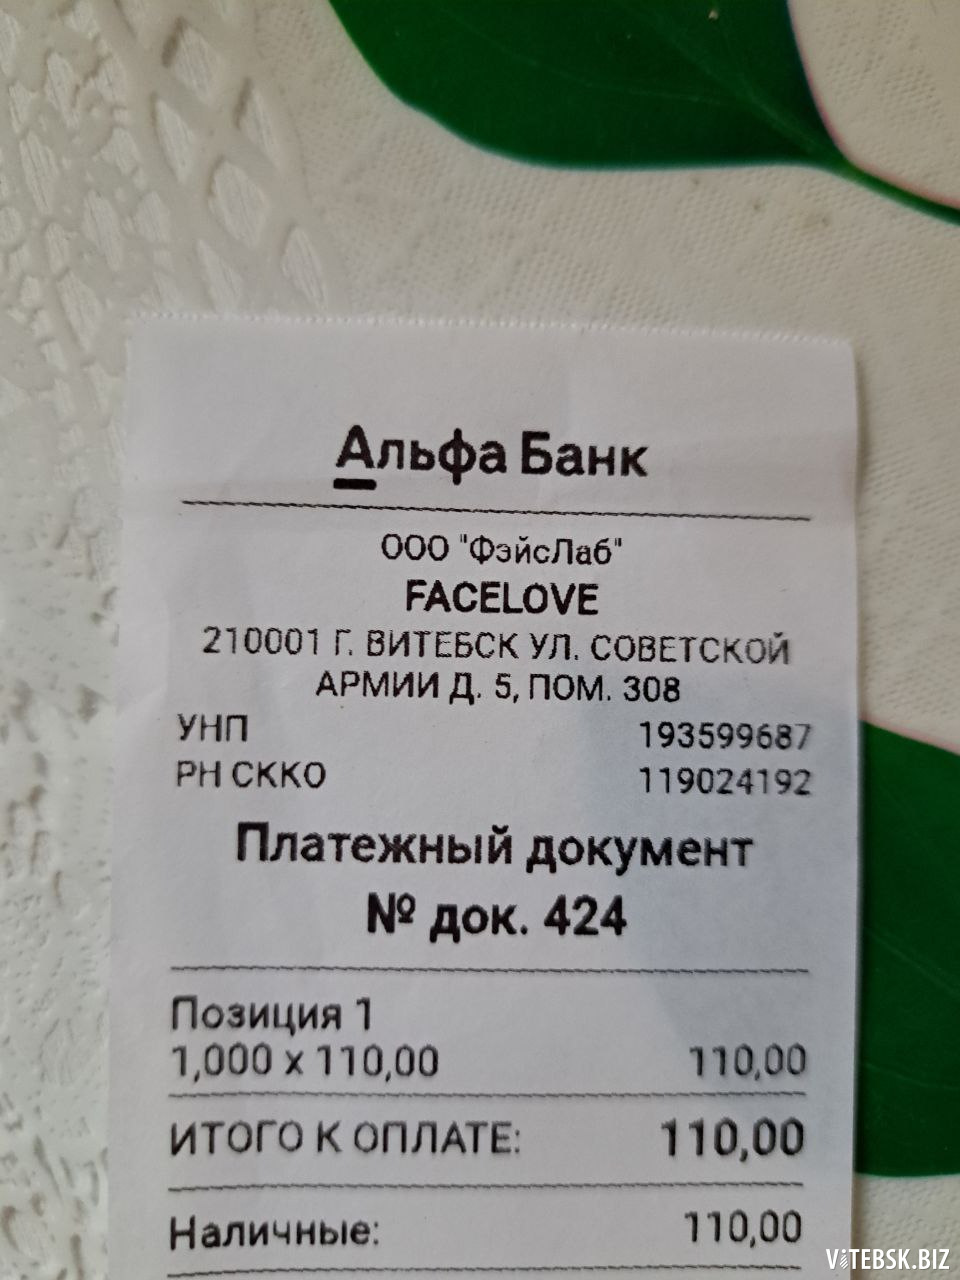 Альфа Банк
ООО "ФэйсЛаб"
FACELOVE
210001 Г. ВИТЕБСК УЛ. СОВЕТСКОЙ
АРМИИ Д. 5, ПОМ. 308
УНП 193599687
РН СККО 119024192
Платежный документ
№ док. 424
Позиция 1
1,000 х 110,00 110,00
ИТОГО К ОПЛАТЕ: 110,00
Наличные: 110,00
ViTEBSK.BIZ